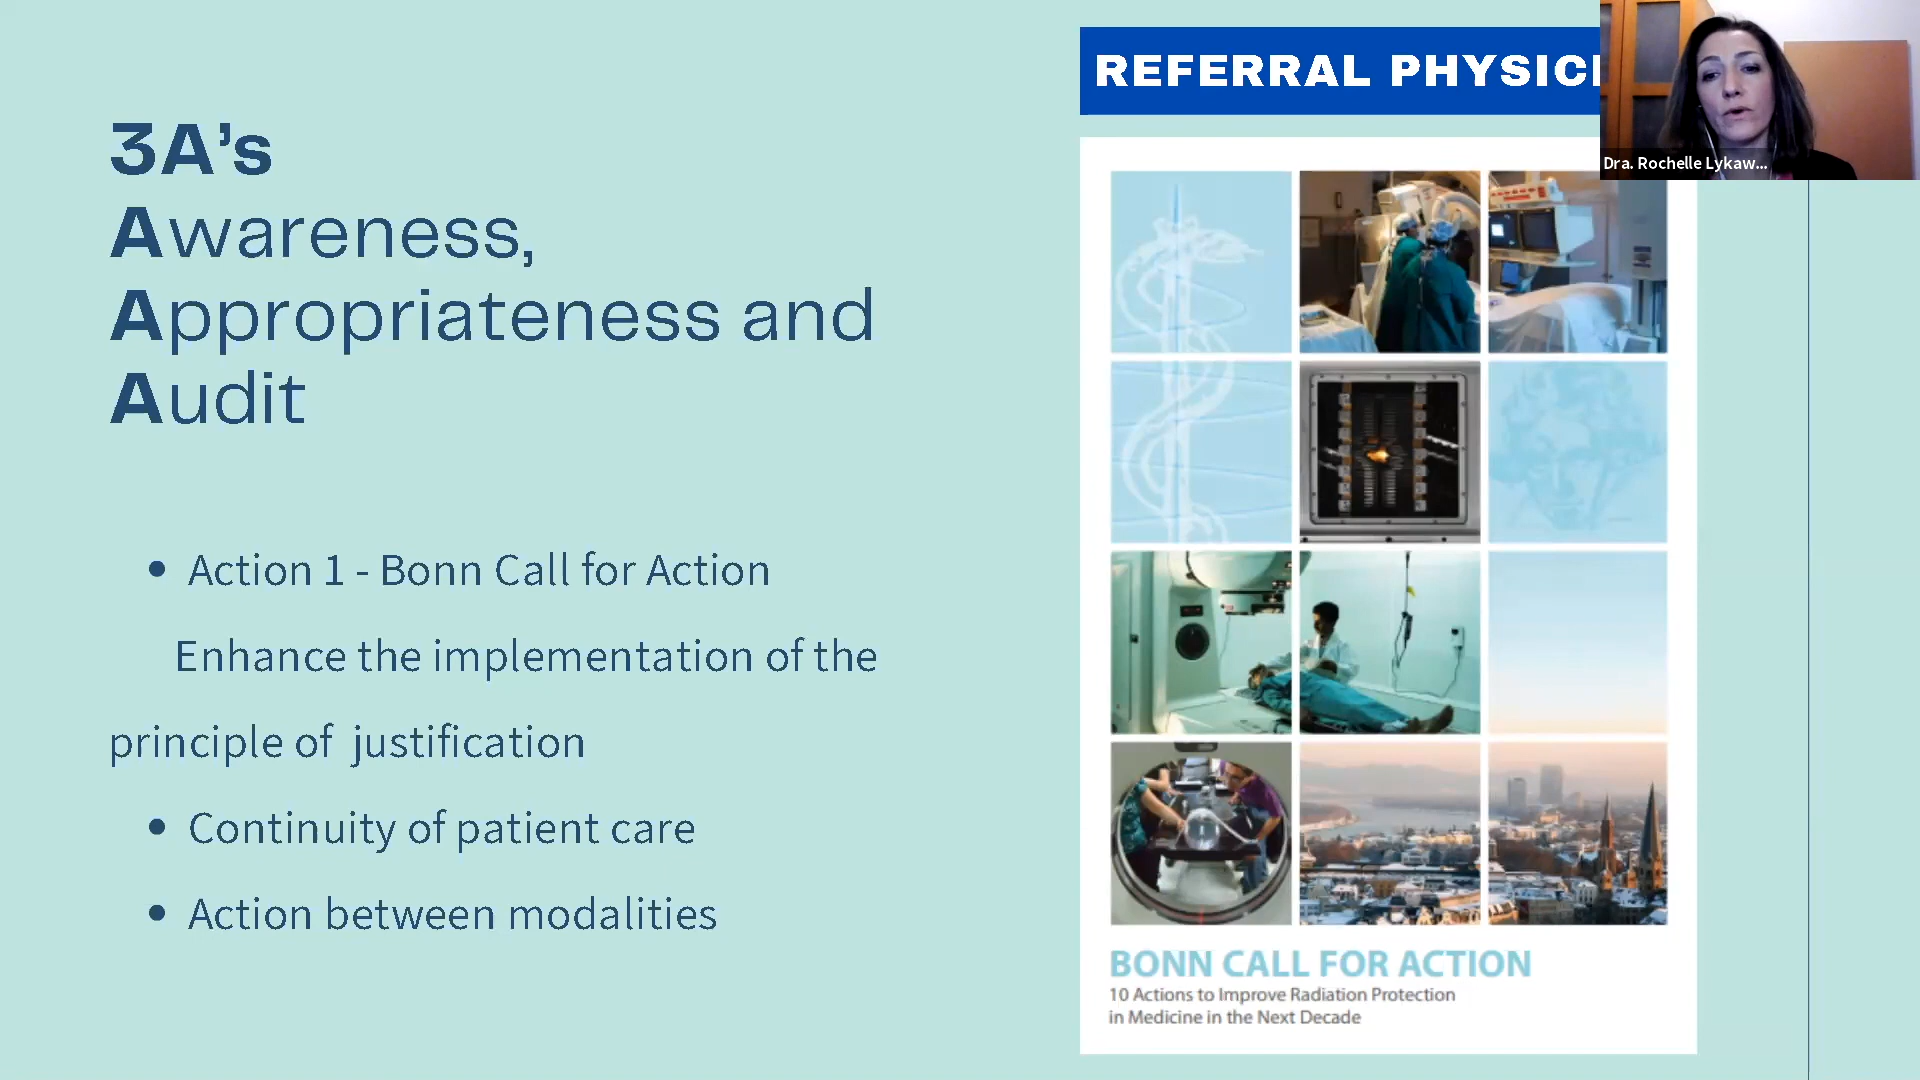 3A's
Awareness,
Appropriateness and
Audit
• Action 1 - Bonn Call for Action
Enhance the implementation of the
principle of justification
• Continuity of patient care
• Action between modalities
REFERRAL
Dra. Rochelle Lykaw...
BONN CALL FOR ACTION
10 Actions to Improve Radiation Protection
in Medicine in the Next Decade